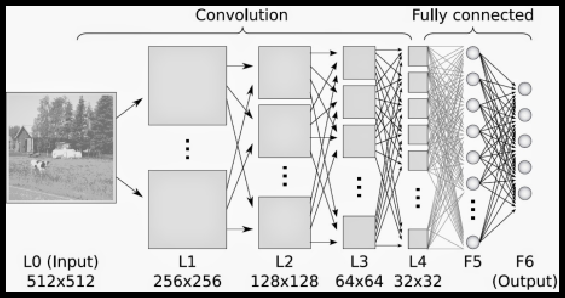 Convolution Fully connected
L0 (Input) L1 L2 L3 L4 F5 F6
512x512 256x256 128x128 64x64 32x32 (Output)